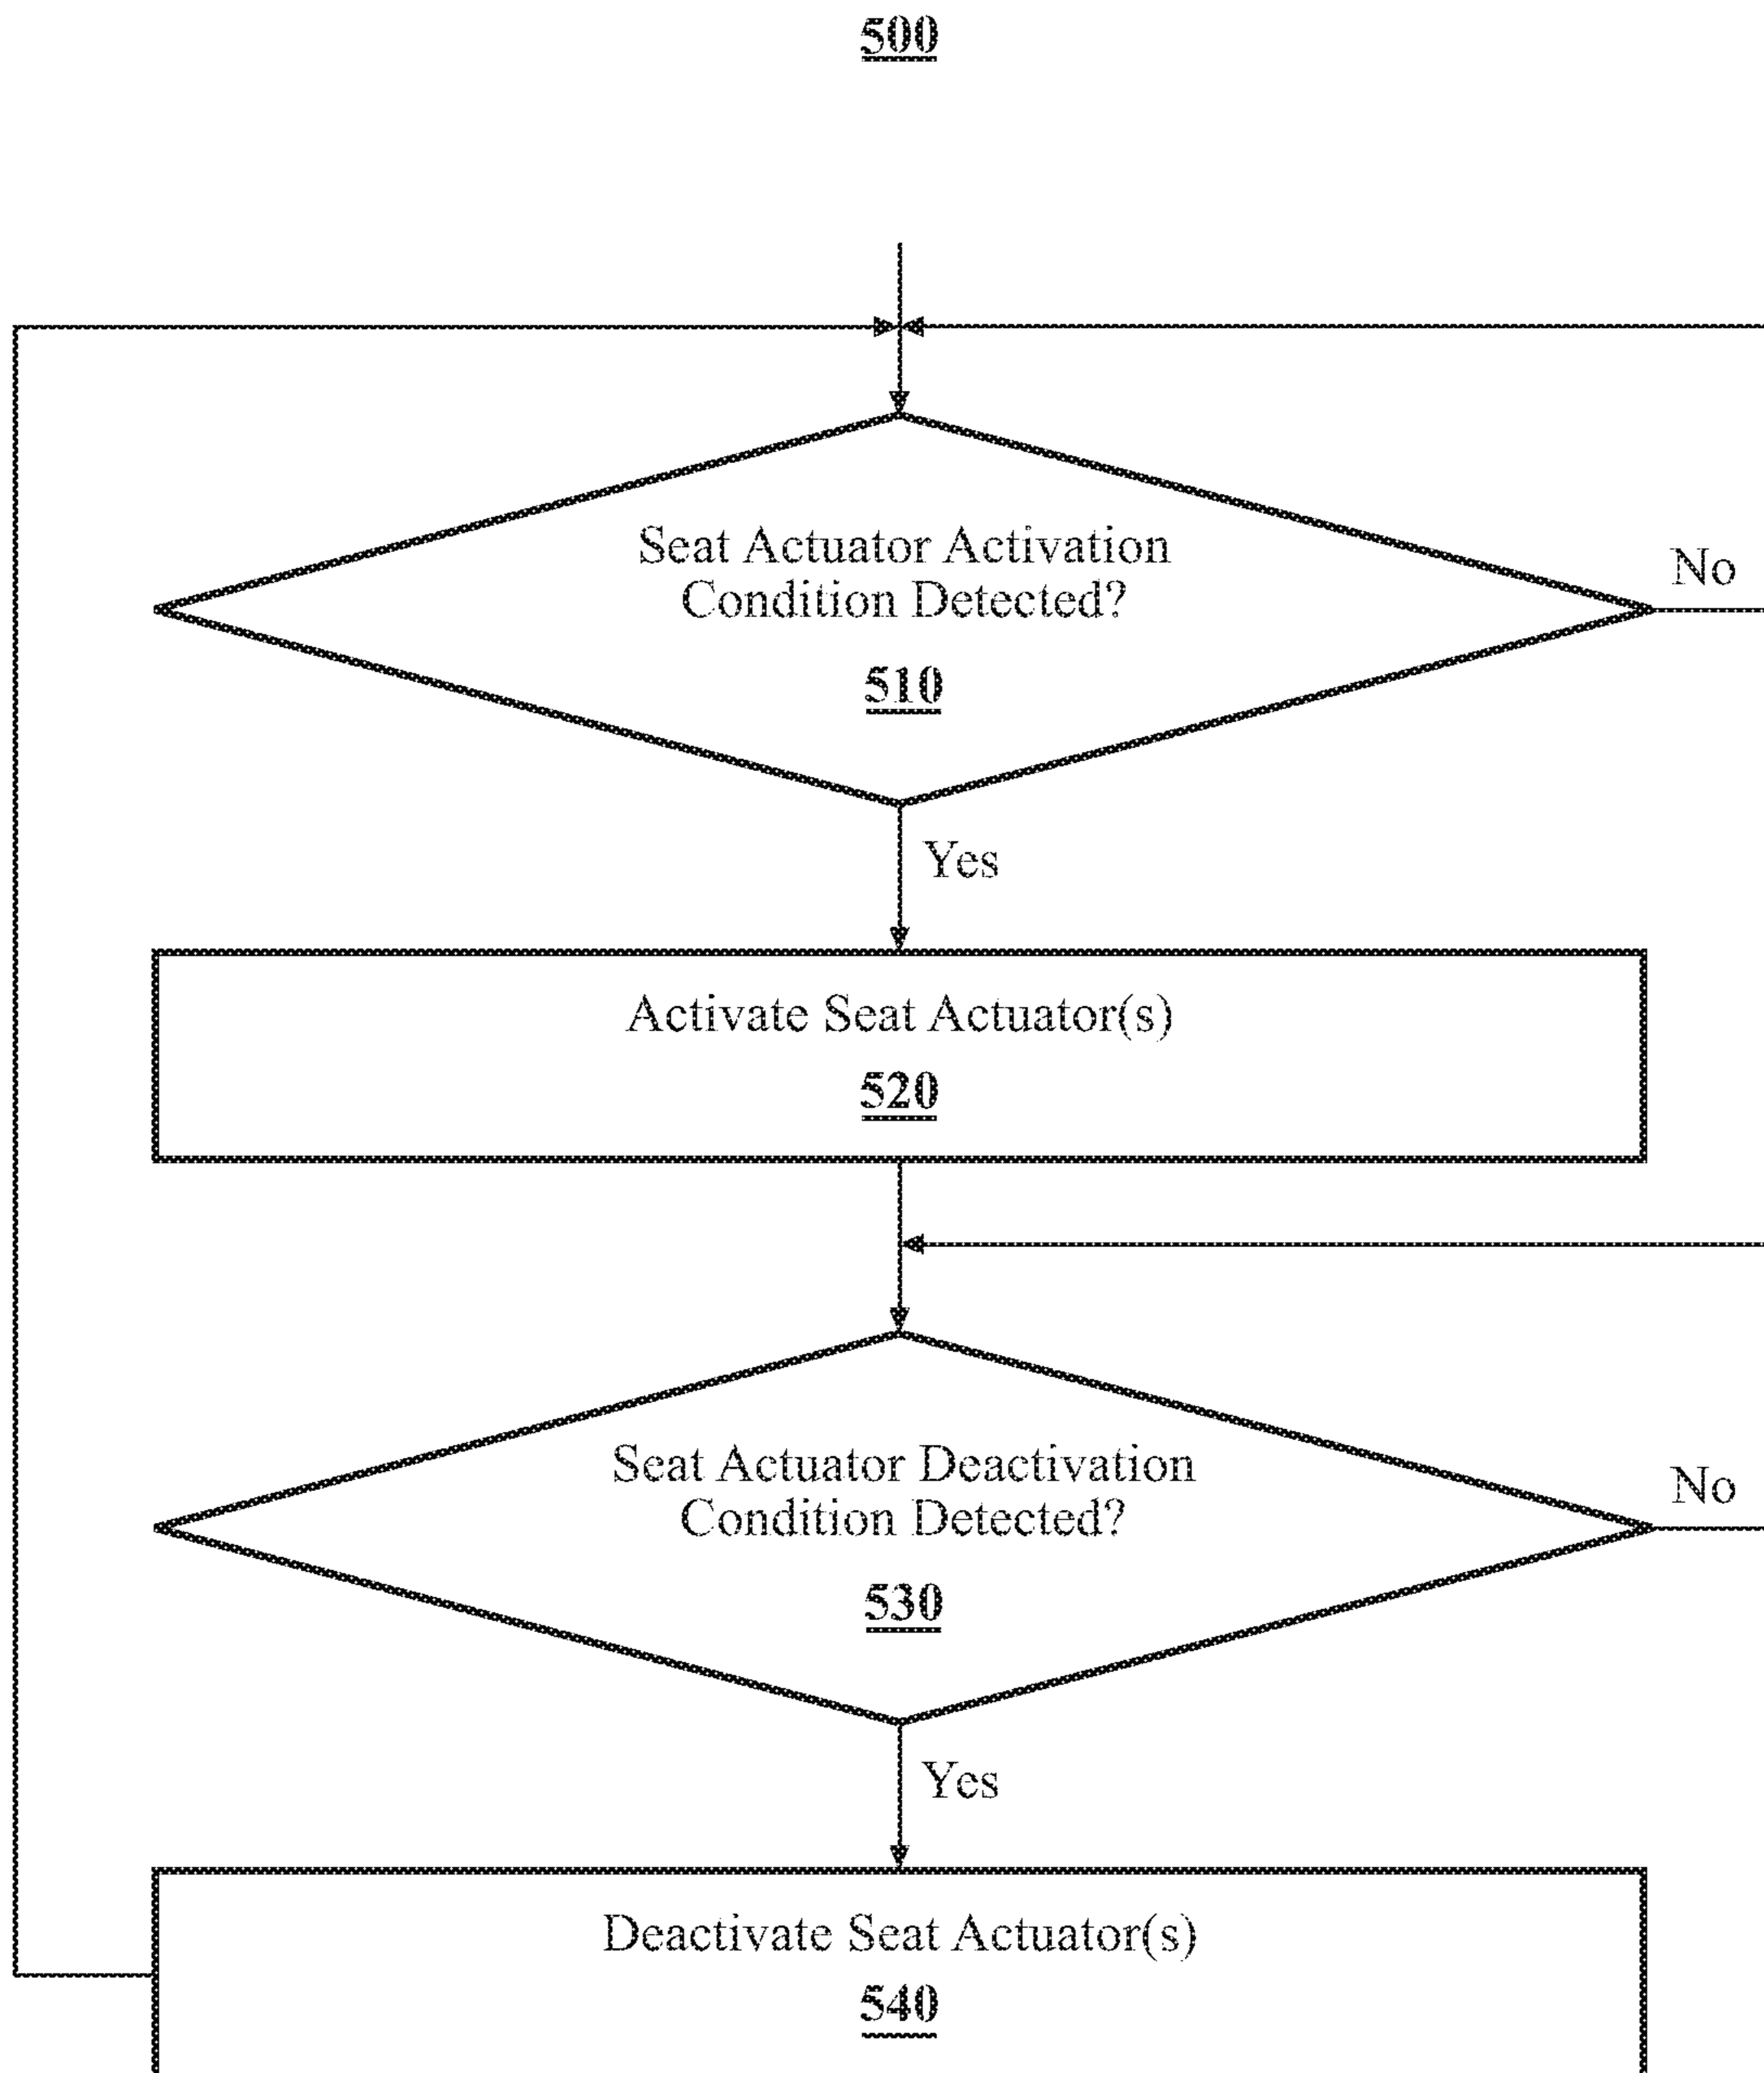 500
Seat Actuator Activation
Condition Detected?
No
510
Yes
Activate Seat Actuator(s)
520
Seat Actuator Deactivation
Condition Detected?
No
530
Yes
Deactivate Seat Actuator(s)
540